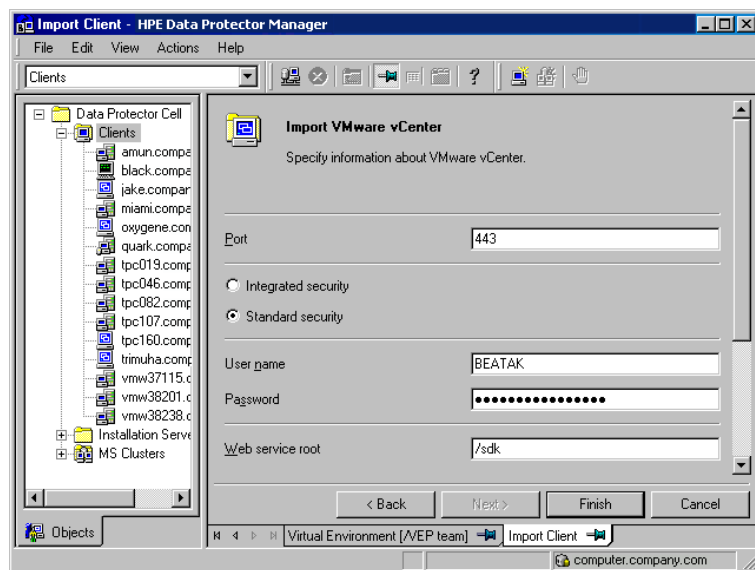 Import Client - HPE Data Protector Manager
File Edit View Actions Help
Clients
?
Data Protector Cell
Clients
amun.compa
black.compa
jake.compar
miami.compa
oxygene.con
quark.compa
tpc019.comp
tpc046.comp
tpc082.comp
tpc107.comp
tpc160.comp
trimuha.comp
vmw37115.c
vmw38201.c
vmw38238.c
Installation Serve
MS Clusters
Objects
Import VMware vCenter
Specify information about VMware vCenter.
Port 443
Integrated security
Standard security
User name BEATAK
Password ●●●●●●●●●●●●●●●●
Web service root /sdk
< Back Next > Finish Cancel
Virtual Environment [/VEP team] Import Client
computer.company.com